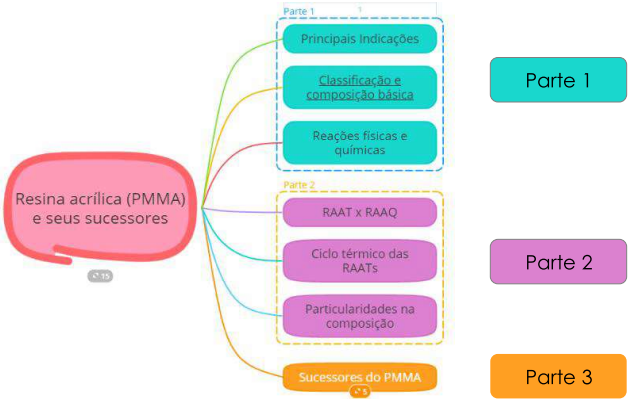 Parte 1
1
Principais Indicações
Classificação e
composição básica
Reações físicas e
químicas
Parte 1
Resina acrílica (PMMA)
e seus sucessores
15
Parte 2
RAAT x RAAQ
Ciclo térmico das
RAATs
Particularidades na
composição
Parte 2
Sucessores do PMMA
5
Parte 3